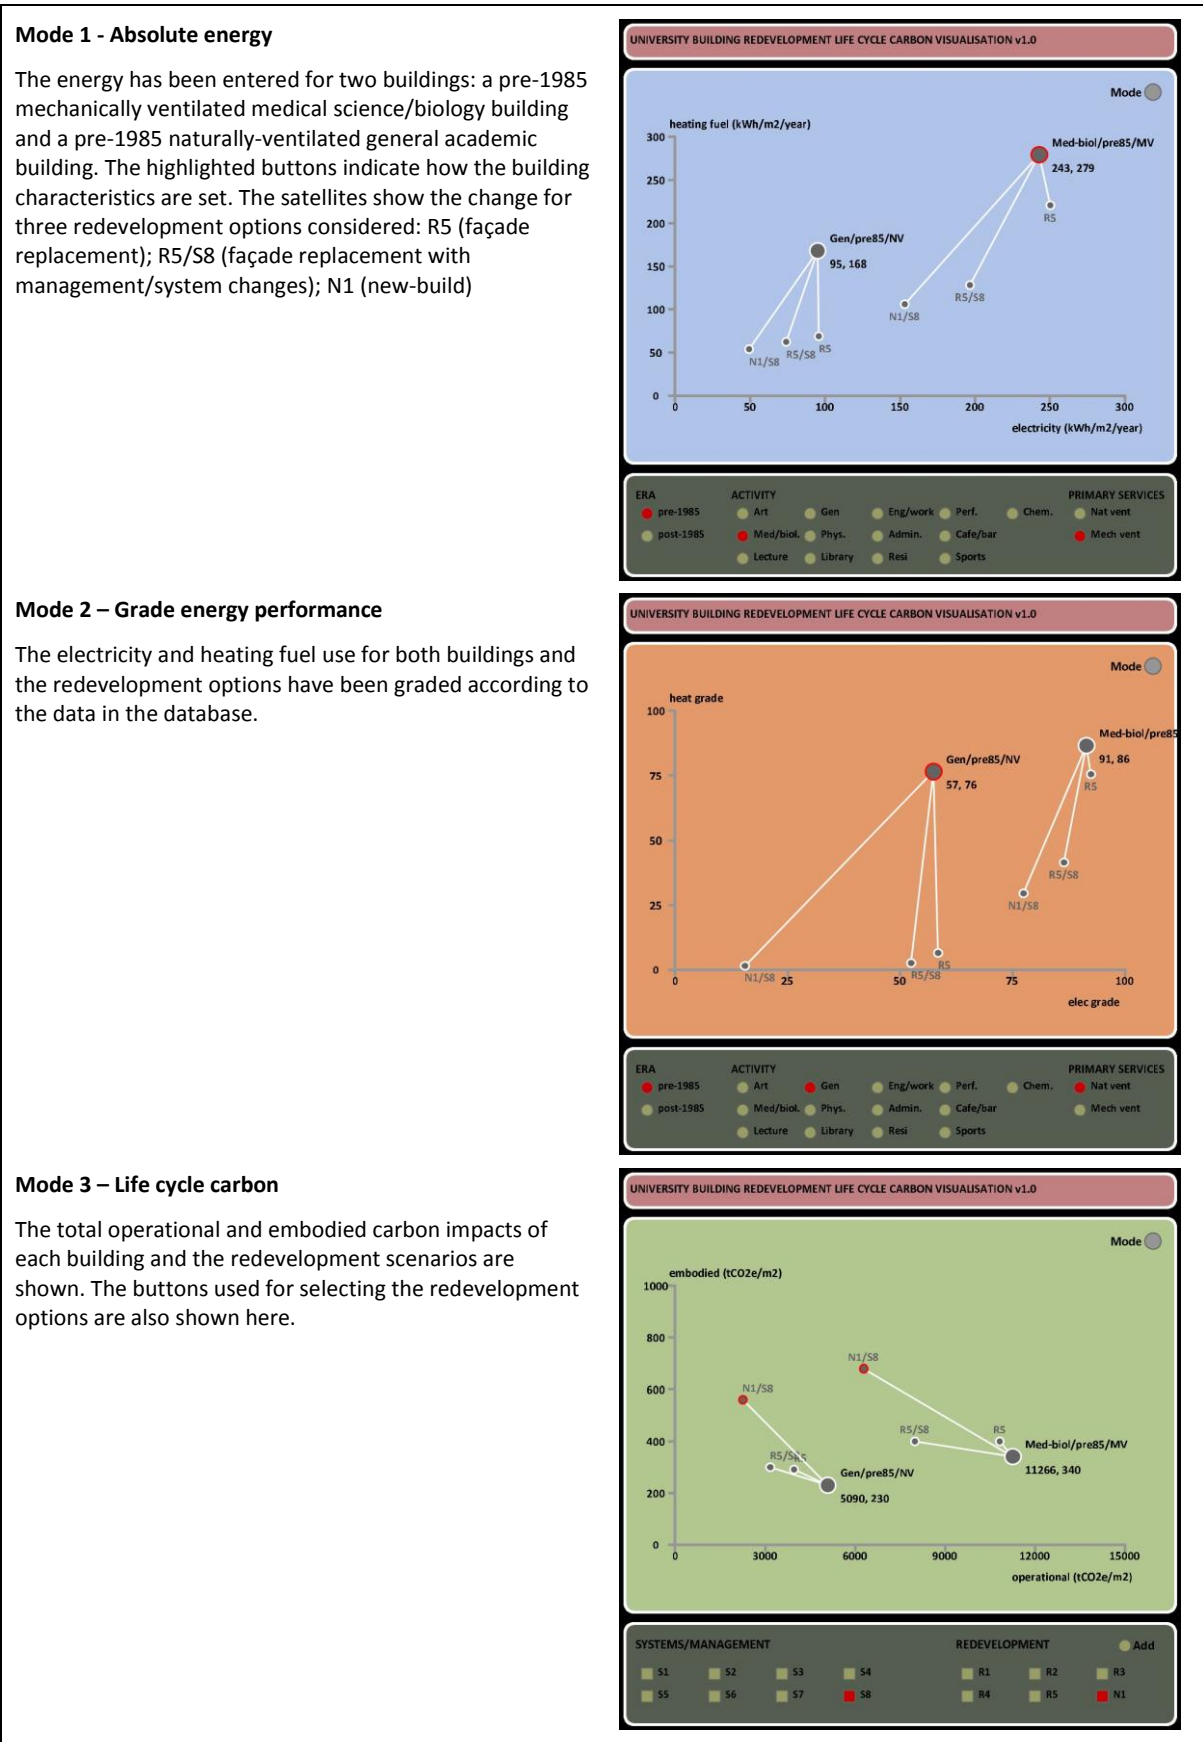 Mode 1 - Absolute energy
The energy has been entered for two buildings: a pre-1985
mechanically ventilated medical science/biology building
and a pre-1985 naturally-ventilated general academic
building. The highlighted buttons indicate how the building
characteristics are set. The satellites show the change for
three redevelopment options considered: R5 (façade
replacement); R5/S8 (façade replacement with
management/system changes); N1 (new-build)
UNIVERSITY BUILDING REDEVELOPMENT LIFE CYCLE CARBON VISUALISATION v1.0
Mode
heating fuel (kWh/m2/year)
300
250
200
150
100
50
0
Med-biol/pre85/MV
243, 279
R5
Gen/pre85/NV
95, 168
R5/S8
N1/S8
N1/S8
R5/S8
R5
0 50 100 150 200 250 300
electricity (kWh/m2/year)
ERA ACTIVITY PRIMARY SERVICES
pre-1985 Art Gen Eng/work Perf. Chem. Nat vent
post-1985 Med/biol. Phys. Admin. Cafe/bar Mech vent
Lecture Library Resi Sports
Mode 2 – Grade energy performance
The electricity and heating fuel use for both buildings and
the redevelopment options have been graded according to
the data in the database.
UNIVERSITY BUILDING REDEVELOPMENT LIFE CYCLE CARBON VISUALISATION v1.0
Mode
heat grade
100
75
50
25
0
Med-biol/pre85
91, 86
R5
Gen/pre85/NV
57, 76
R5/S8
N1/S8
N1/S8
R5/S8
R5
0 25 50 75 100
elec grade
ERA ACTIVITY PRIMARY SERVICES
pre-1985 Art Gen Eng/work Perf. Chem. Nat vent
post-1985 Med/biol. Phys. Admin. Cafe/bar Mech vent
Lecture Library Resi Sports
Mode 3 – Life cycle carbon
The total operational and embodied carbon impacts of
each building and the redevelopment scenarios are
shown. The buttons used for selecting the redevelopment
options are also shown here.
UNIVERSITY BUILDING REDEVELOPMENT LIFE CYCLE CARBON VISUALISATION v1.0
Mode
embodied (tCO2e/m2)
1000
800
600
400
200
0
N1/S8
N1/S8
R5/S8
R5
Med-biol/pre85/MV
11266, 340
R5/S8
R5
Gen/pre85/NV
5090, 230
0 3000 6000 9000 12000 15000
operational (tCO2e/m2)
SYSTEMS/MANAGEMENT REDEVELOPMENT Add
S1 S2 S3 S4 R1 R2 R3
S5 S6 S7 S8 R4 R5 N1